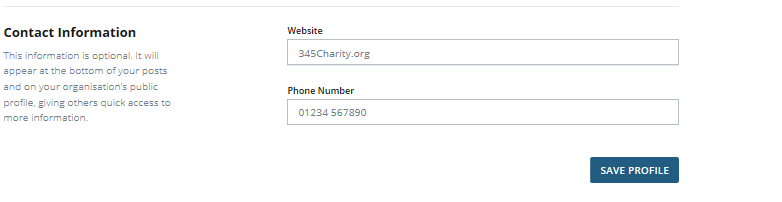 Contact Information
This information is optional. It will
appear at the bottom of your posts
and on your organisation's public
profile, giving others quick access to
more information.
Website
345Charity.org
Phone Number
01234 567890
SAVE PROFILE